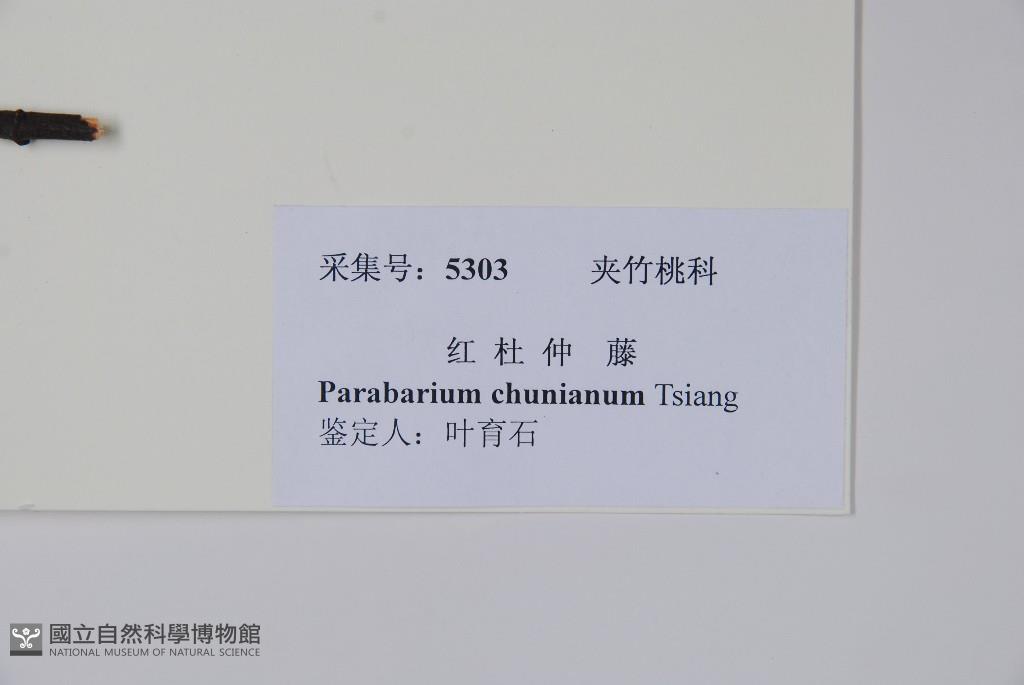 采集号：5303 夹竹桃科
红 杜 仲 藤
Parabarium chunianum Tsiang
鉴定人：叶育石
國立自然科學博物館
NATIONAL MUSEUM OF NATURAL SCIENCE